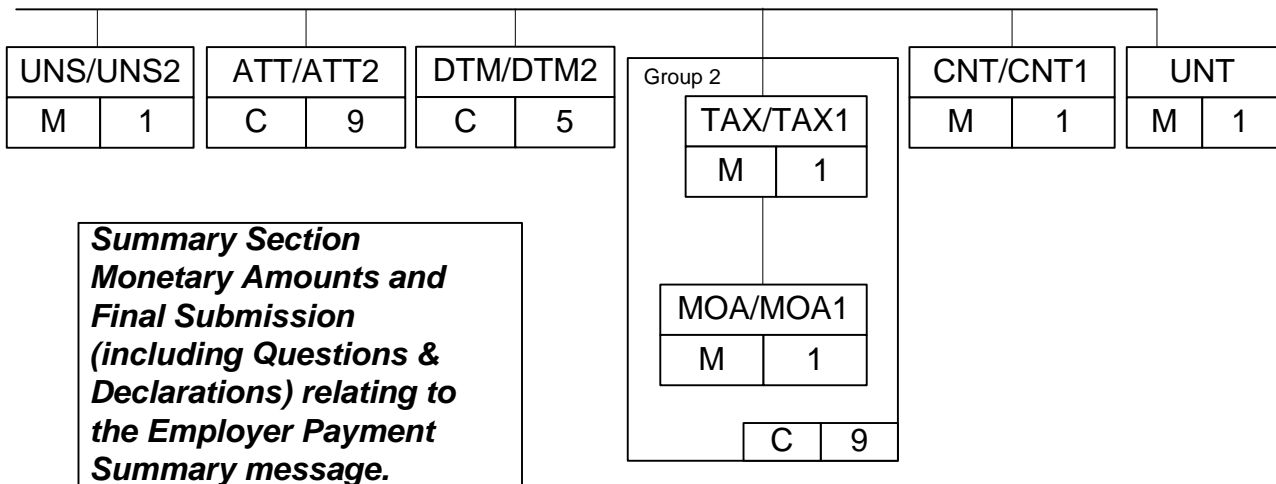 UNS/UNS2 ATT/ATT2 DTM/DTM2 CNT/CNT1 UNT
M 1 C 9 C 5 M 1 M 1
Group 2
TAX/TAX1
M 1
MOA/MOA1
M 1
C 9
Summary Section
Monetary Amounts and
Final Submission
(including Questions &
Declarations) relating to
the Employer Payment
Summary message.